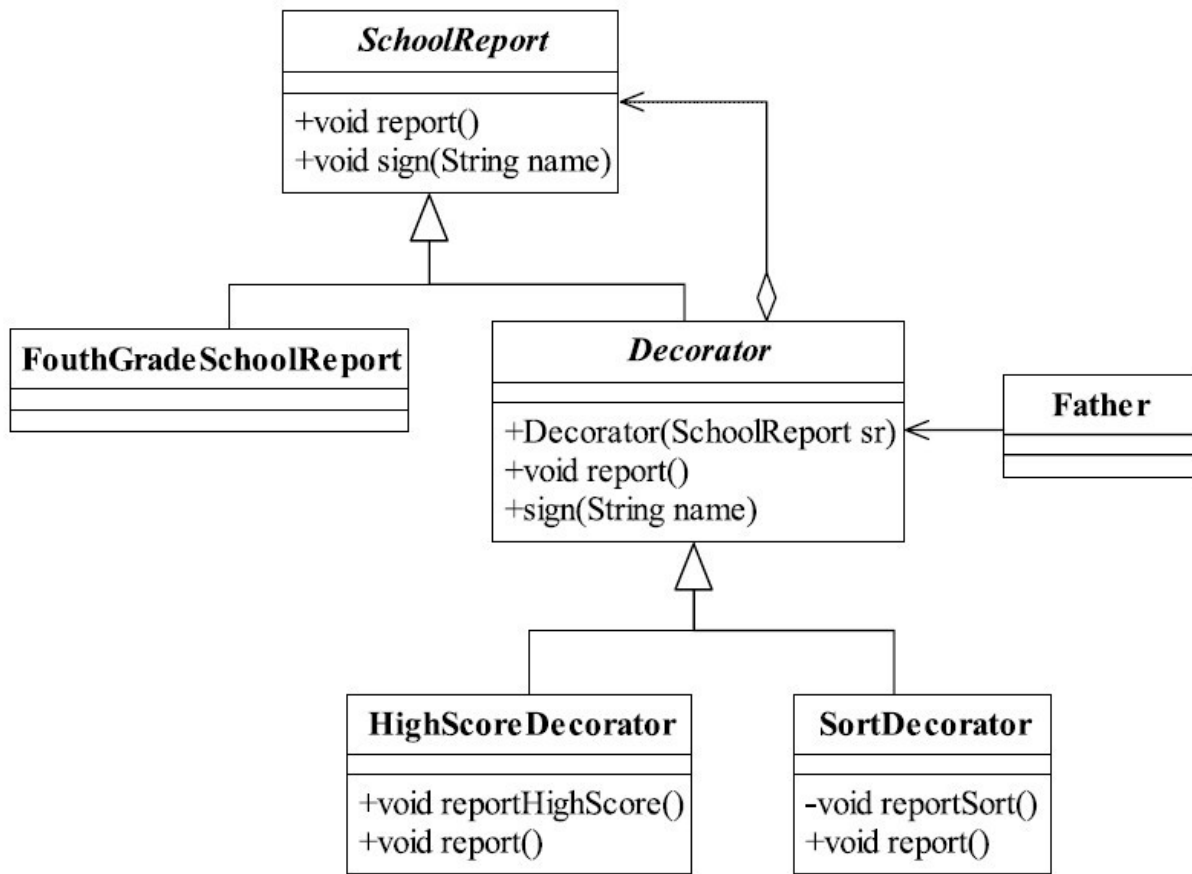 SchoolReport
+void report()
+void sign(String name)
FouthGradeSchoolReport
Decorator
+Decorator(SchoolReport sr)
+void report()
+sign(String name)
Father
HighScoreDecorator
+void reportHighScore()
+void report()
SortDecorator
-void reportSort()
+void report()